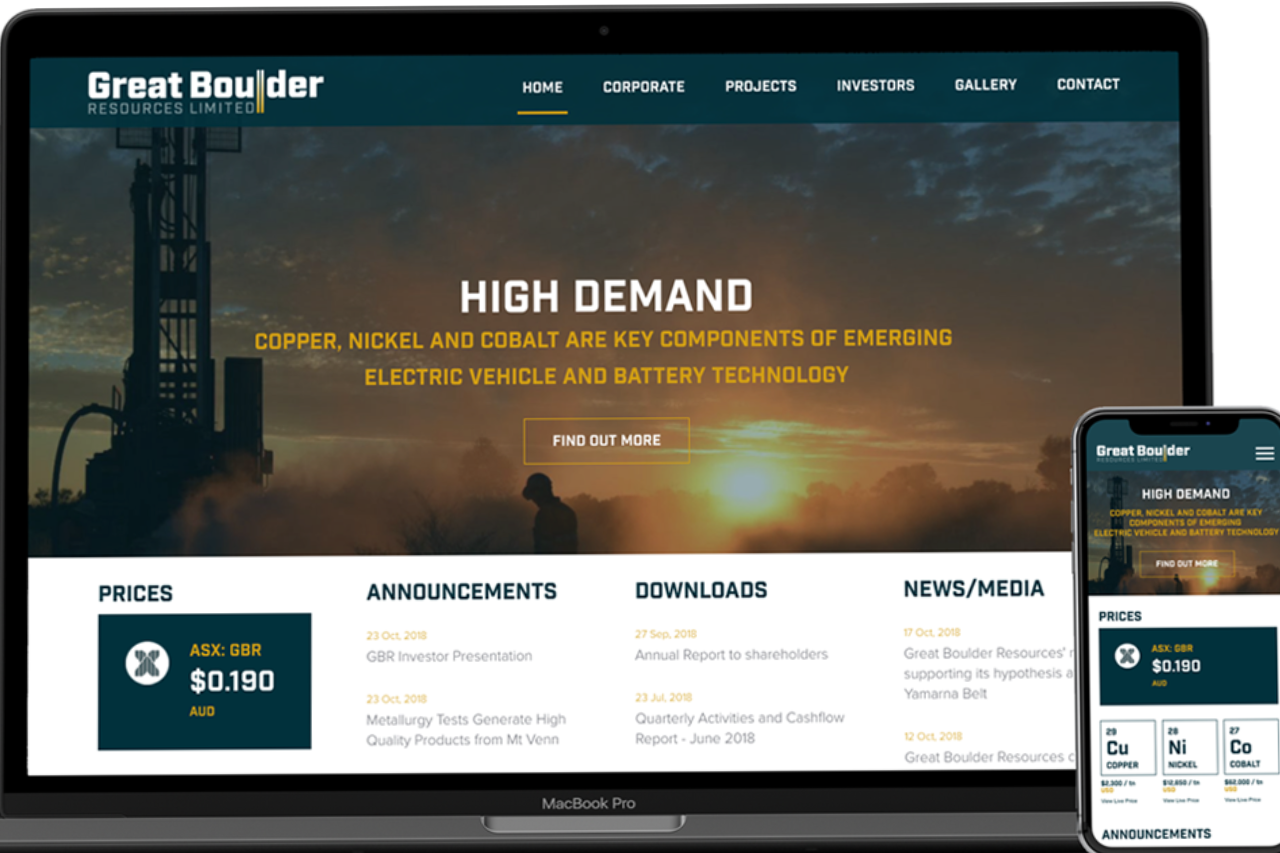 Great Boulder
RESOURCES LIMITED
HOME CORPORATE PROJECTS INVESTORS GALLERY CONTACT
HIGH DEMAND
COPPER, NICKEL AND COBALT ARE KEY COMPONENTS OF EMERGING
ELECTRIC VEHICLE AND BATTERY TECHNOLOGY
FIND OUT MORE
PRICES
ASX: GBR
$0.190
AUD
ANNOUNCEMENTS
23 Oct, 2018
GBR Investor Presentation
23 Oct, 2018
Metallurgy Tests Generate High
Quality Products from Mt Venn
DOWNLOADS
27 Sep, 2018
Annual Report to shareholders
23 Jul, 2018
Quarterly Activities and Cashflow
Report - June 2018
NEWS/MEDIA
17 Oct, 2018
Great Boulder Resources'
supporting its hypothesis
Yamarna Belt
12 Oct, 2018
Great Boulder Resources
MacBook Pro
Great Boulder
RESOURCES LIMITED
HIGH DEMAND
COPPER, NICKEL AND COBALT ARE KEY
COMPONENTS OF EMERGING
ELECTRIC VEHICLE AND BATTERY TECHNOLOGY
FIND OUT MORE
PRICES
ASX: GBR
$0.190
AUD
29
Cu
COPPER
$2,300 / tn
USD
View Live Price
28
Ni
NICKEL
$12,650 / tn
USD
View Live Price
27
Co
COBALT
$62,000 / tn
USD
View Live Price
ANNOUNCEMENTS